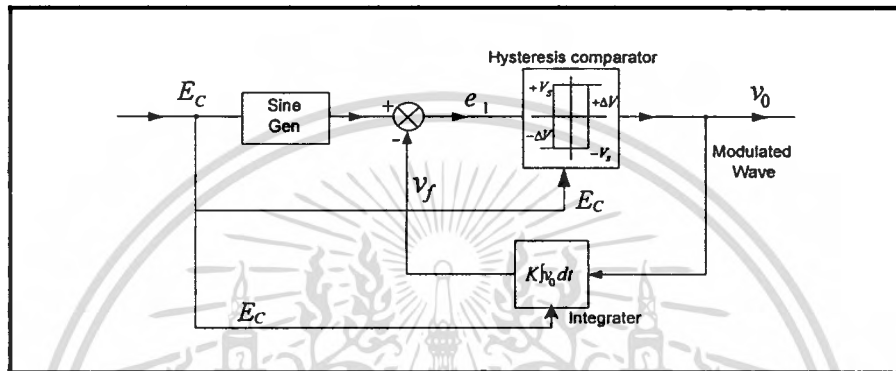 Hysteresis comparator
E_C
Sine
Gen
+
-
e_1
+V_s
+ΔV
-ΔV
-V_s
v_0
Modulated
Wave
v_f
E_C
K∫v_0 dt
E_C
Integrater